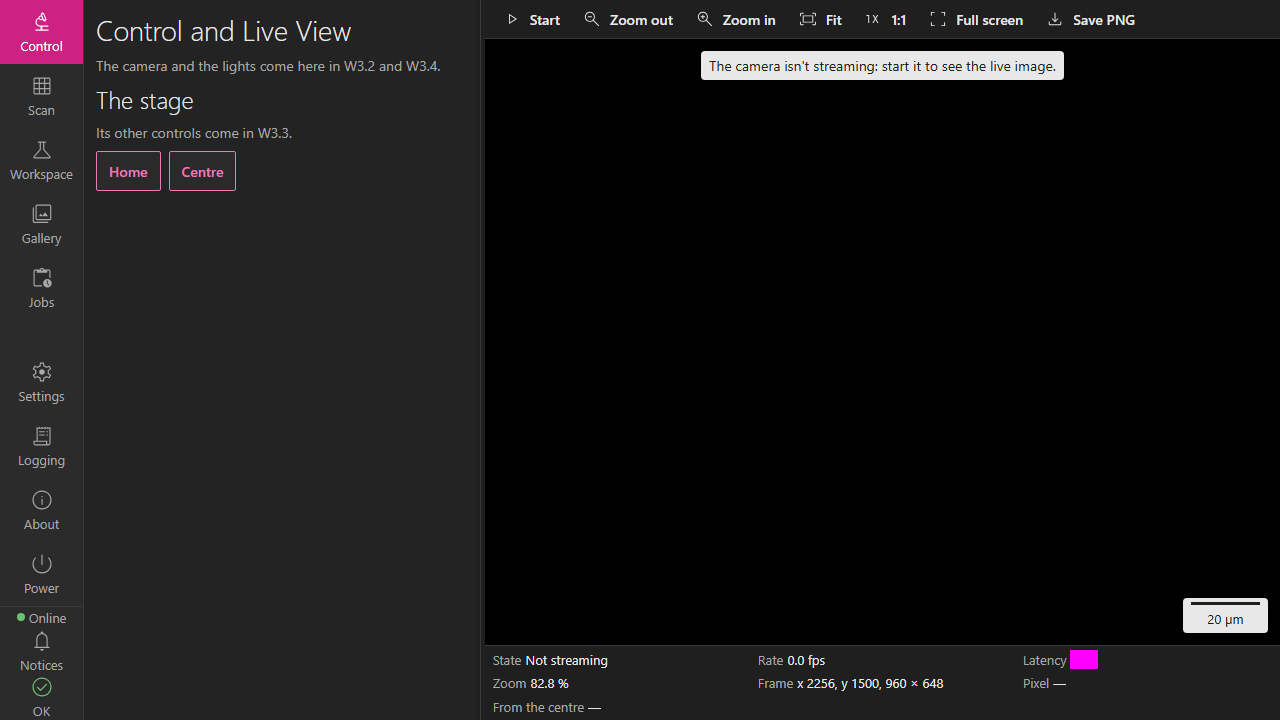 Control
Scan
Workspace
Gallery
Jobs
Settings
Logging
About
Power
Online
Notices
OK
Control and Live View
The camera and the lights come here in W3.2 and W3.4.
The stage
Its other controls come in W3.3.
Home
Centre
Start
Zoom out
Zoom in
Fit
1X 1:1
Full screen
Save PNG
The camera isn't streaming: start it to see the live image.
20 µm
State Not streaming
Rate 0.0 fps
Latency
Zoom 82.8 %
Frame x 2256, y 1500, 960 × 648
Pixel —
From the centre —